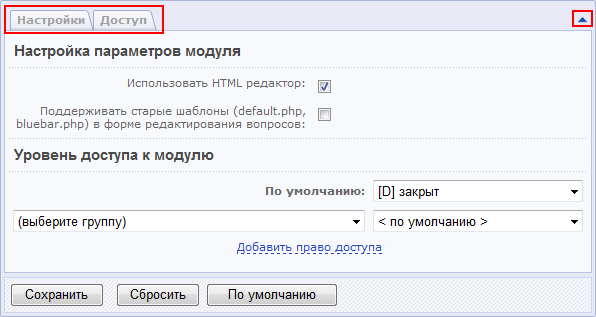 Настройки Доступ
Настройка параметров модуля
Использовать HTML редактор:
Поддерживать старые шаблоны (default.php,
bluebar.php) в форме редактирования вопросов:
Уровень доступа к модулю
По умолчанию: [D] закрыт
(выберите группу) < по умолчанию >
Добавить право доступа
Сохранить Сбросить По умолчанию